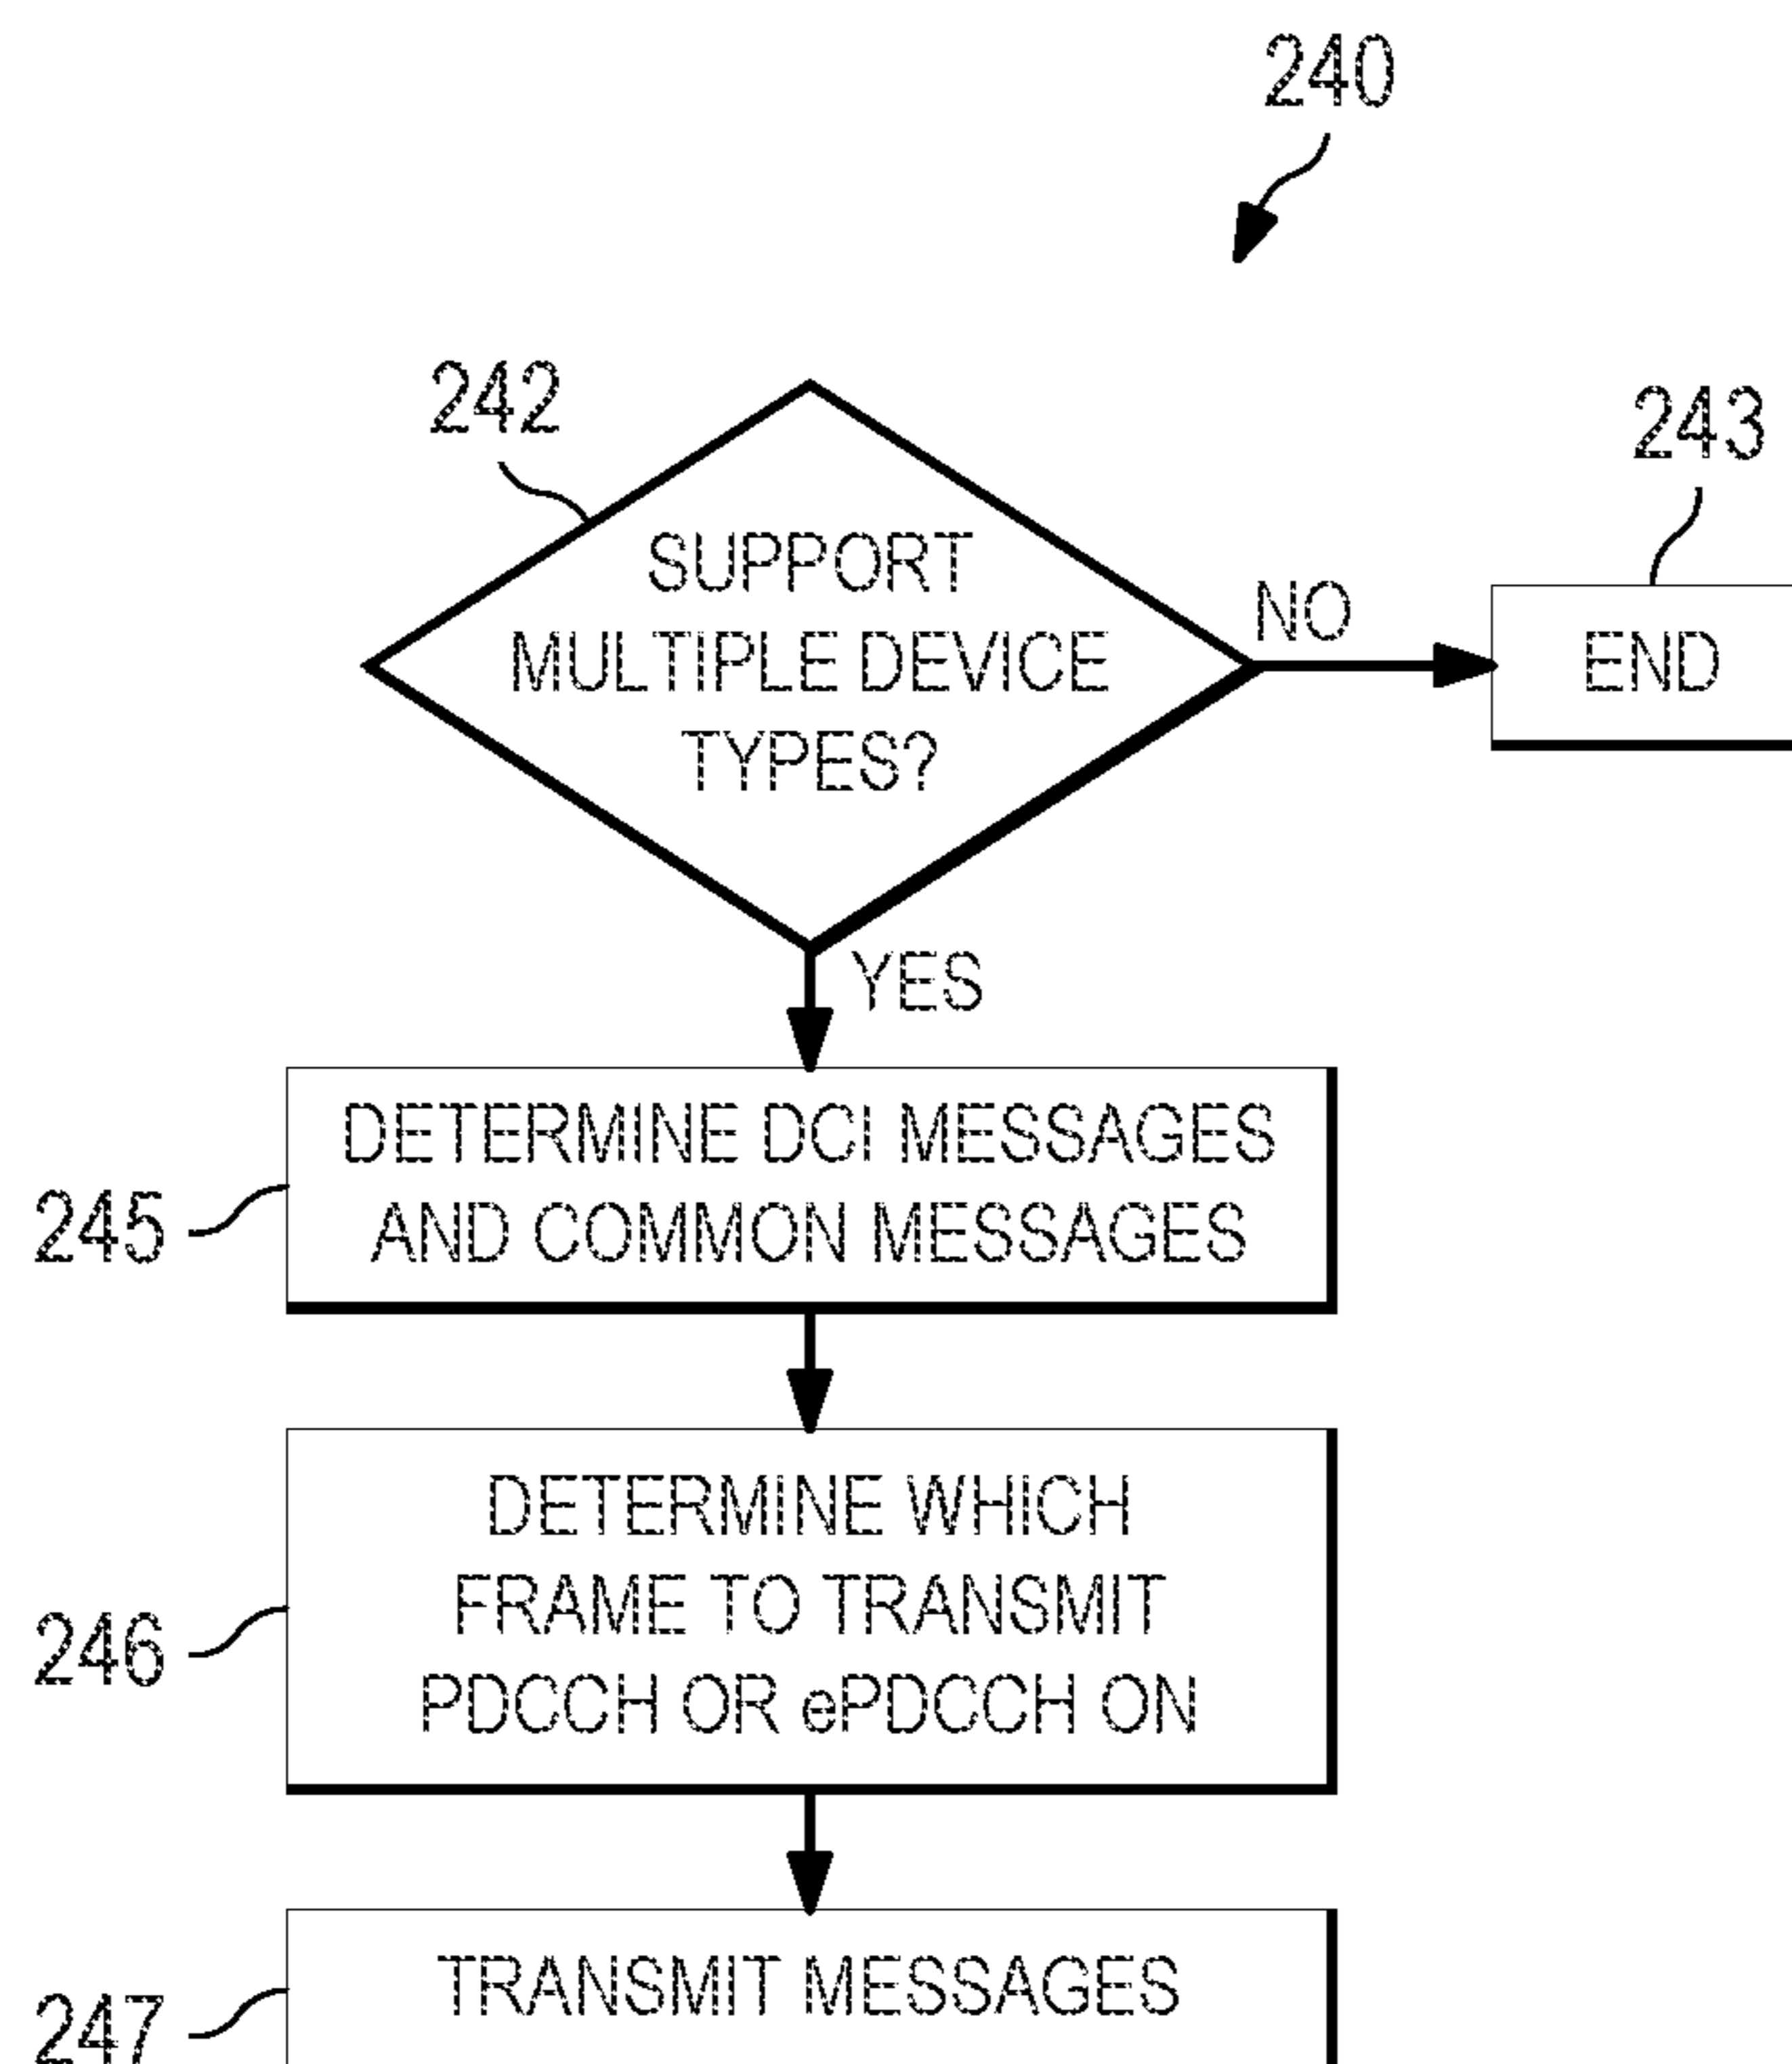 240
242
243
SUPPORT
MULTIPLE DEVICE
TYPES?
NO
END
YES
DETERMINE DCI MESSAGES
AND COMMON MESSAGES
245
DETERMINE WHICH
FRAME TO TRANSMIT
PDCCH OR ePDCCH ON
246
TRANSMIT MESSAGES
247